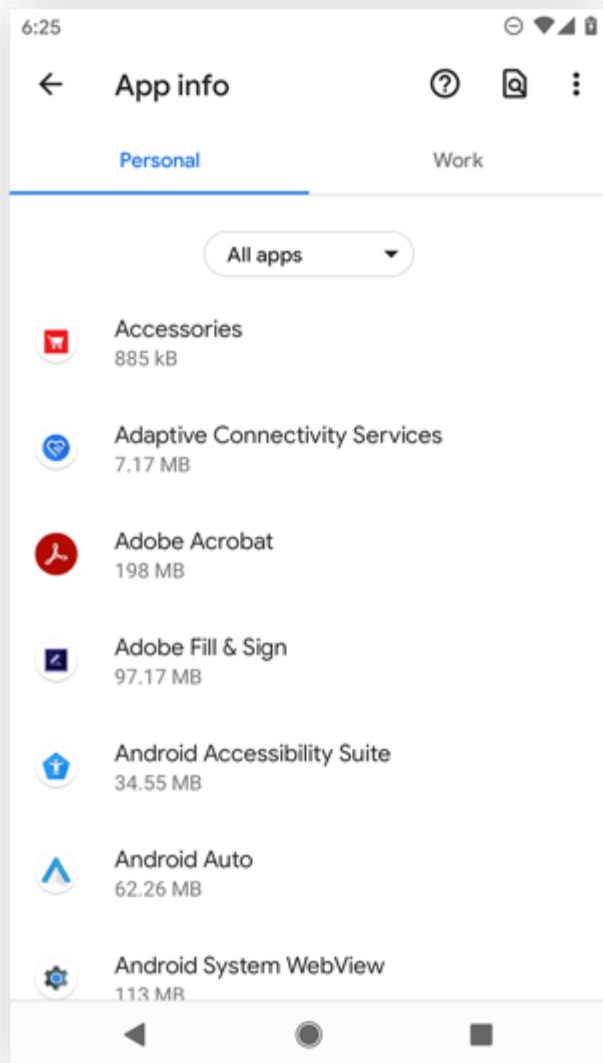 6:25
App info
Personal
Work
All apps
Accessories
885 kB
Adaptive Connectivity Services
7.17 MB
Adobe Acrobat
198 MB
Adobe Fill & Sign
97.17 MB
Android Accessibility Suite
34.55 MB
Android Auto
62.26 MB
Android System WebView
113 MB